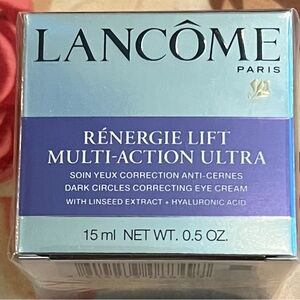 LANCÔME
PARIS
RÉNERGIE LIFT
MULTI-ACTION ULTRA
SOIN YEUX CORRECTION ANTI-CERNES
DARK CIRCLES CORRECTING EYE CREAM
WITH LINSEED EXTRACT + HYALURONIC ACID
15 ml NET WT. 0.5 OZ.